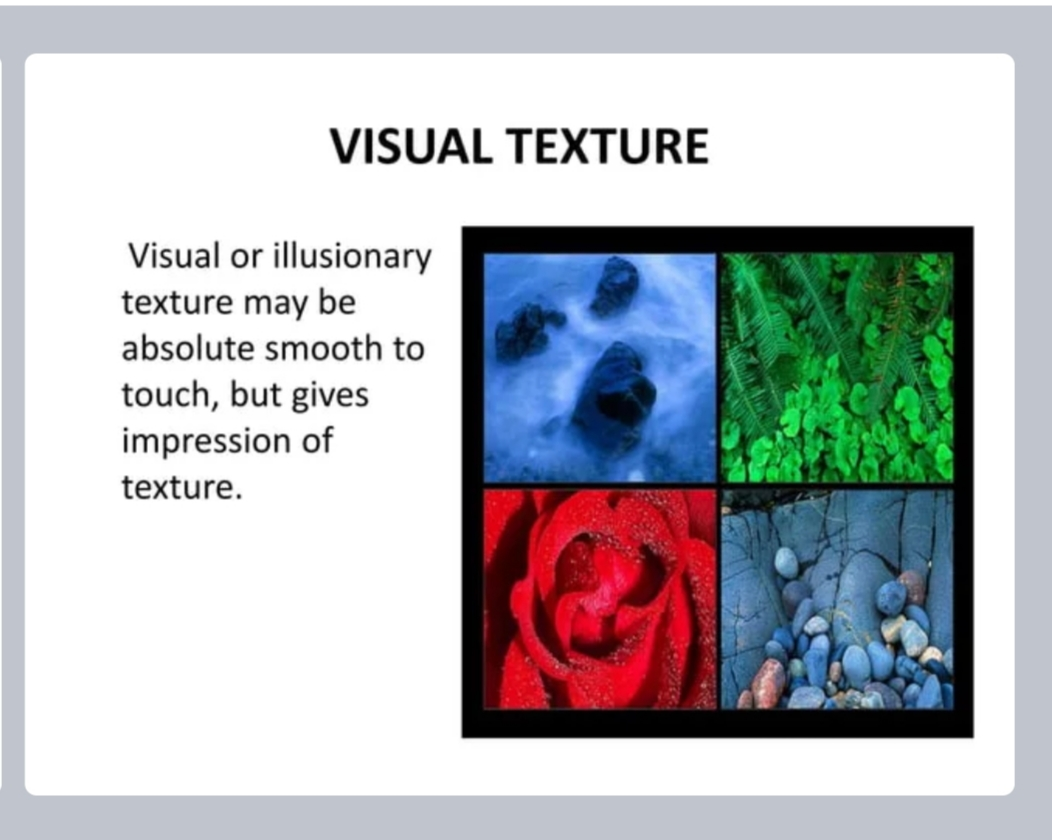 VISUAL TEXTURE
Visual or illusionary
texture may be
absolute smooth to
touch, but gives
impression of
texture.